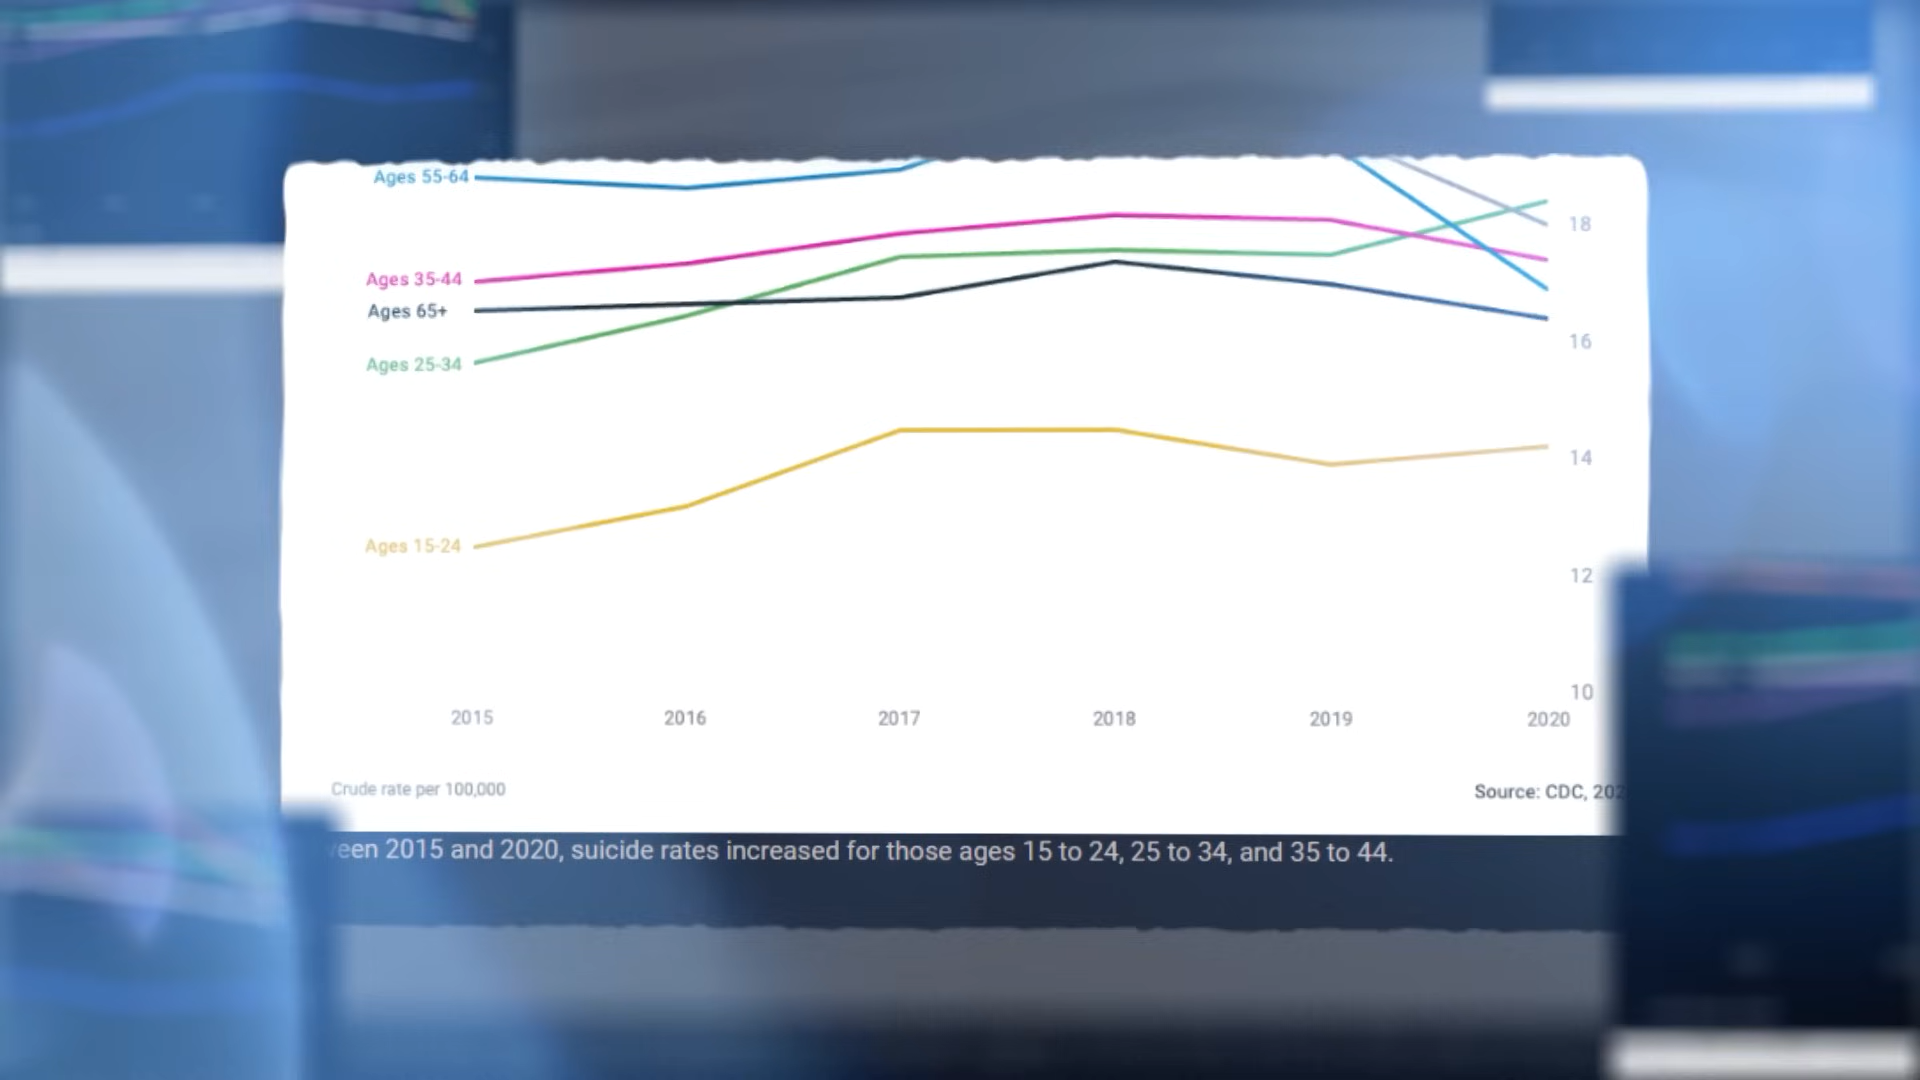 Ages 55-64
18
Ages 35-44
Ages 65+
16
Ages 25-34
14
Ages 15-24
12
10
2015 2016 2017 2018 2019 2020
Crude rate per 100,000
Source: CDC,
2015 and 2020, suicide rates increased for those ages 15 to 24, 25 to 34, and 35 to 44.